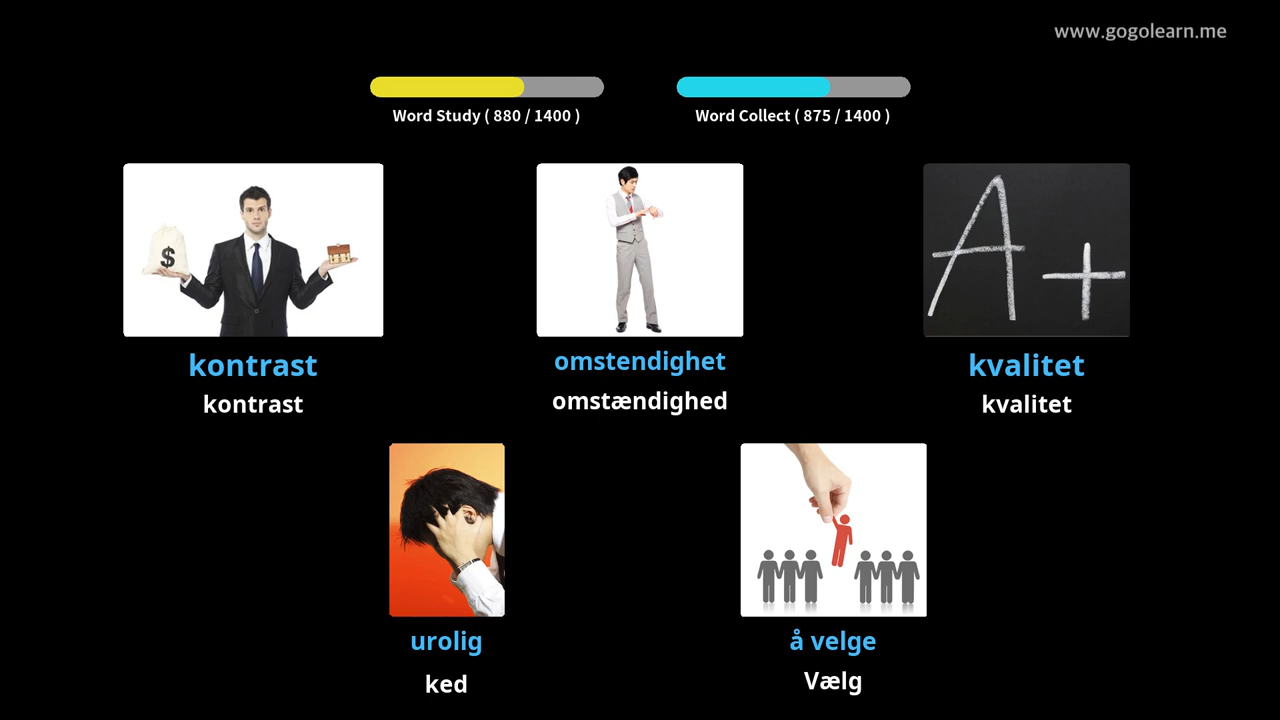 www.gogolearn.me
Word Study ( 880 / 1400 )
Word Collect ( 875 / 1400 )
$
A+
kontrast
kontrast
omstendighet
omstændighed
kvalitet
kvalitet
urolig
ked
å velge
Vælg